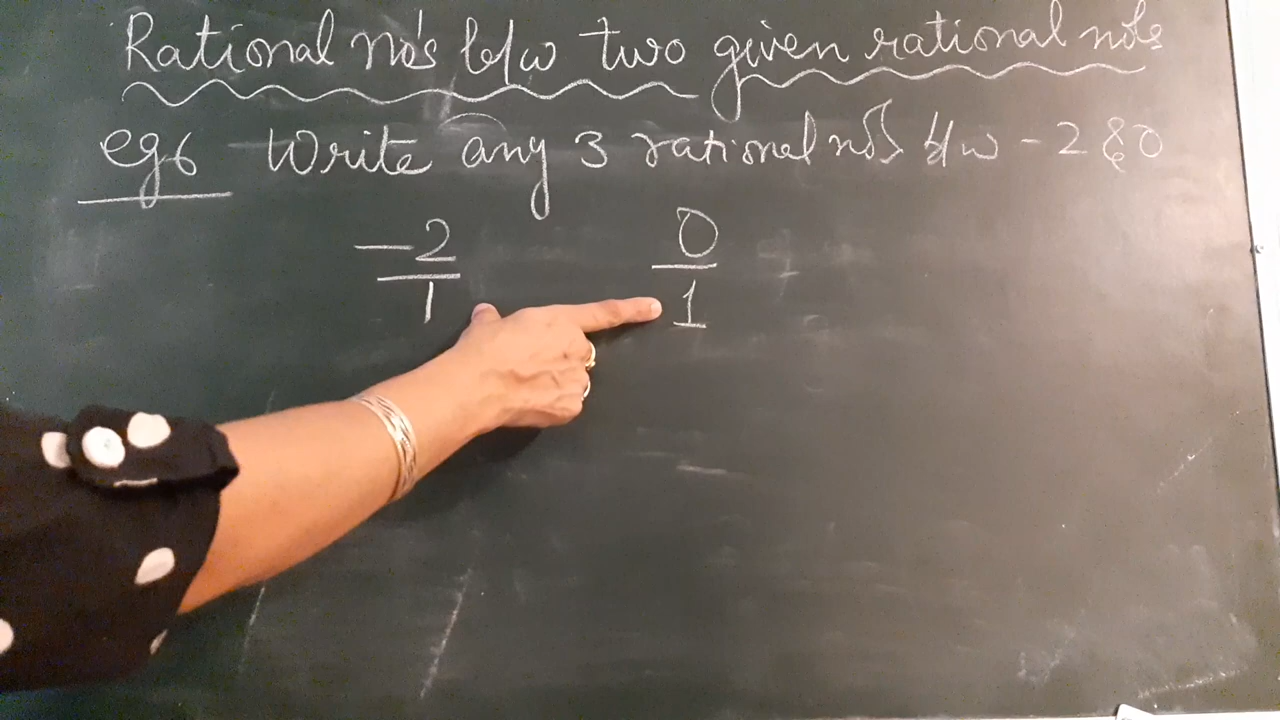 Rational no's b/w two given rational no's
eg6 Write any 3 rational no's b/w -2 & 0
-2 0
1 1